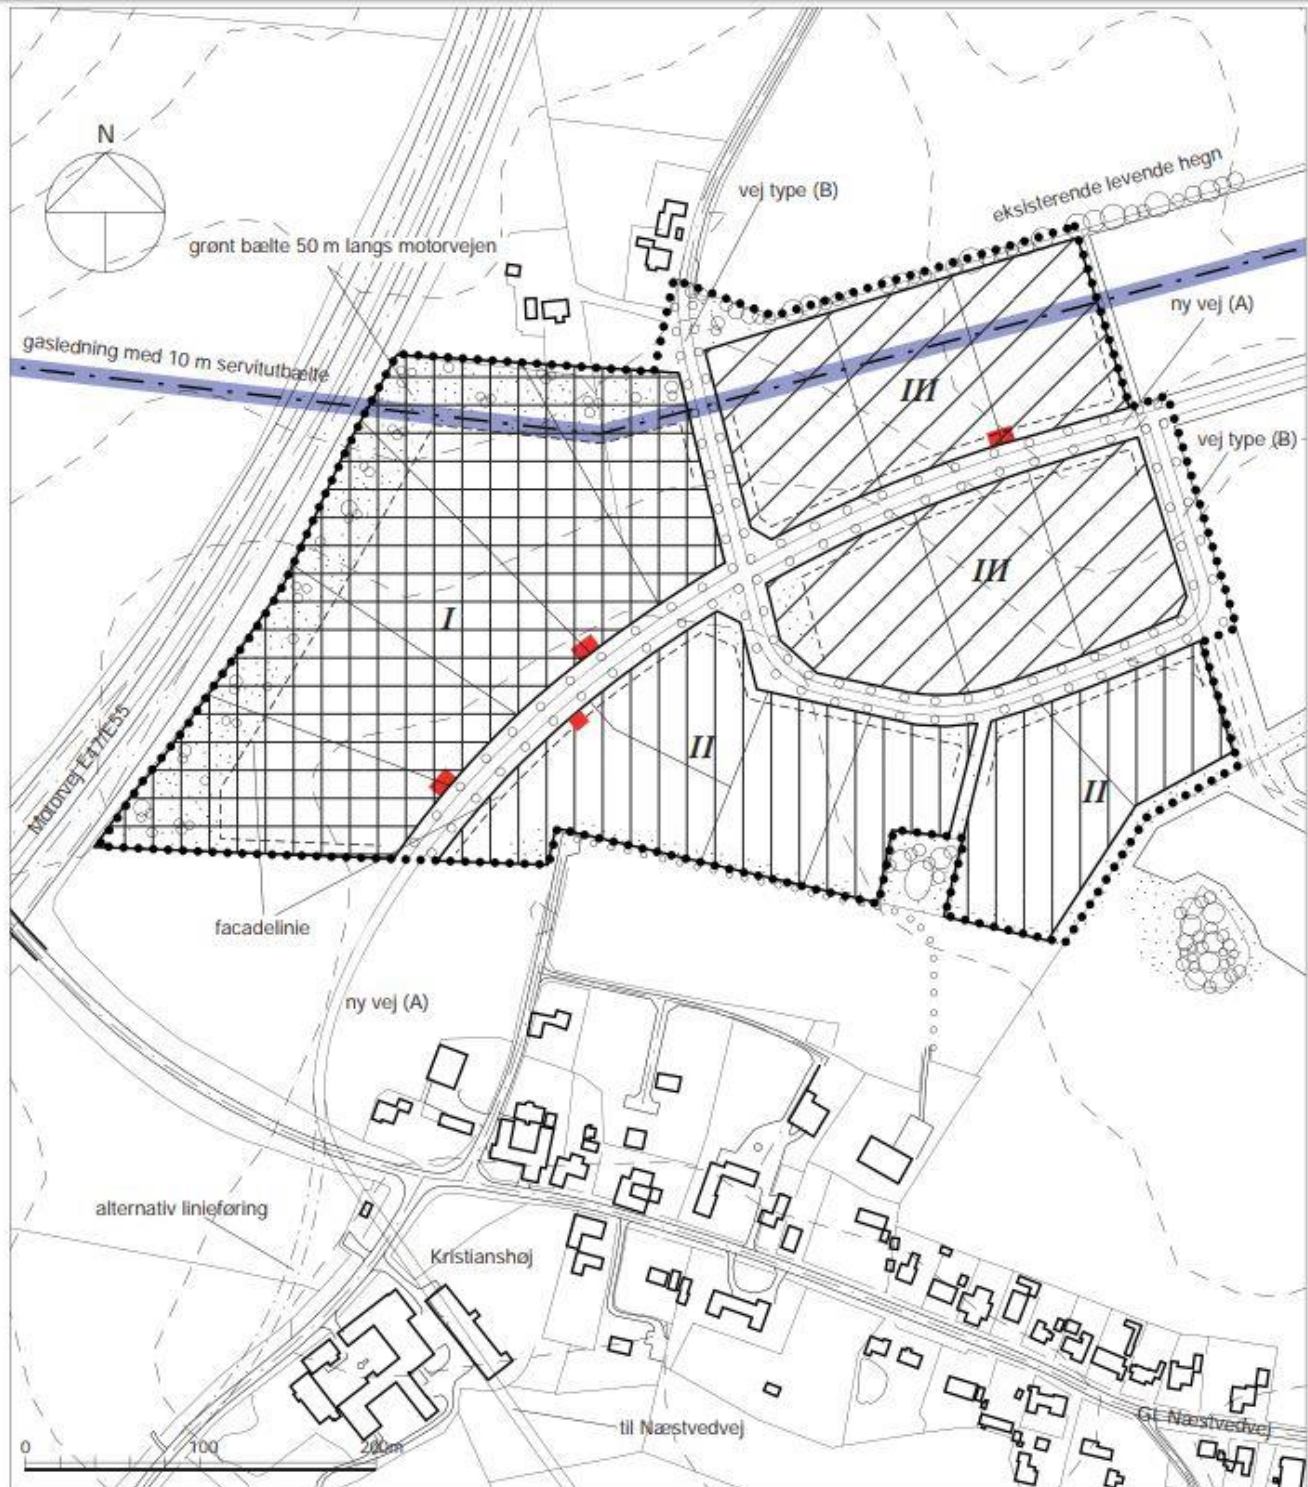 N
vej type (B)
eksisterende levende hegn
grønt bælte 50 m langs motorvejen
ny vej (A)
gasledning med 10 m servitutbælte
III
vej type (B)
III
I
II
Motorvej E47/E55
II
facadelinie
ny vej (A)
alternativ linieføring
Kristianshøj
til Næstvedvej
Gl. Næstvedvej
0 100 200m